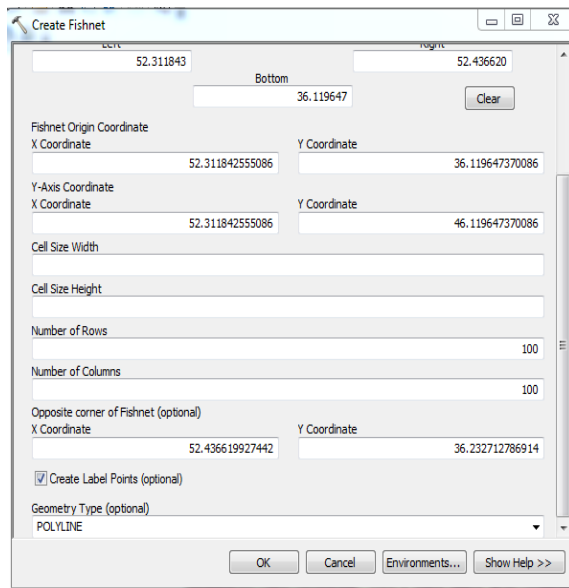 Create Fishnet
Left Right
52.311843 52.436620
Bottom
36.119647 Clear
Fishnet Origin Coordinate
X Coordinate Y Coordinate
52.311842555086 36.119647370086
Y-Axis Coordinate
X Coordinate Y Coordinate
52.311842555086 46.119647370086
Cell Size Width
Cell Size Height
Number of Rows
100
Number of Columns
100
Opposite corner of Fishnet (optional)
X Coordinate Y Coordinate
52.436619927442 36.232712786914
Create Label Points (optional)
Geometry Type (optional)
POLYLINE
OK Cancel Environments... Show Help >>